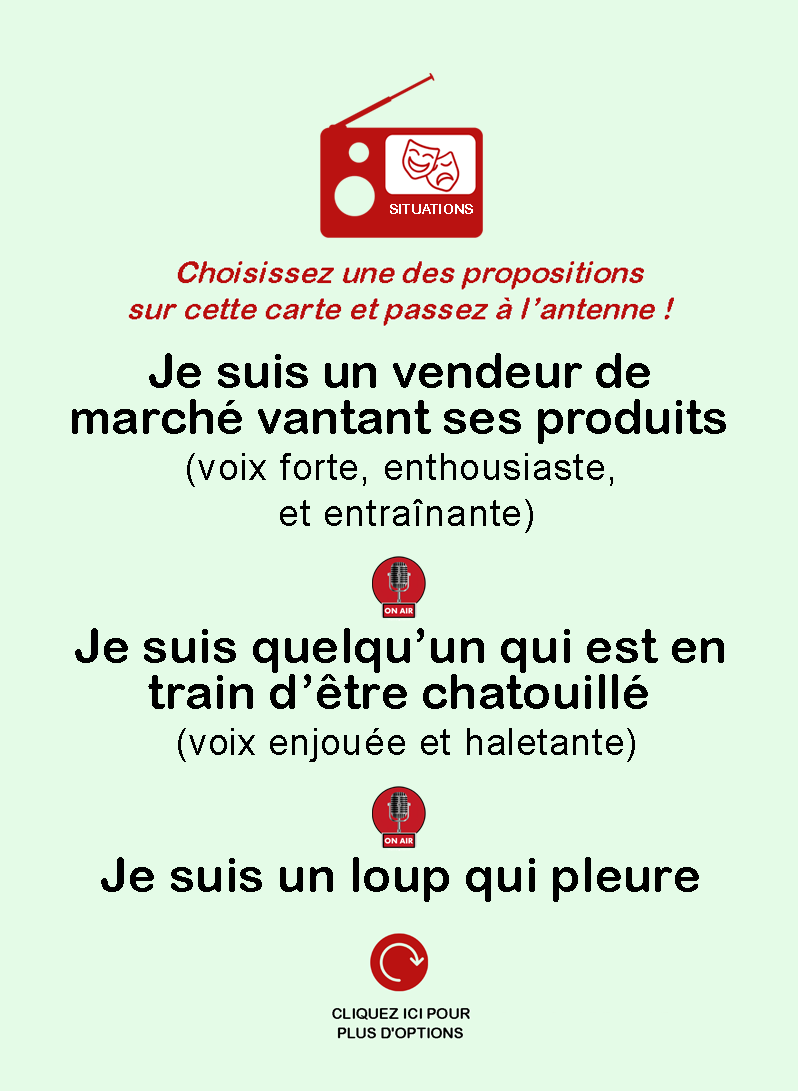 SITUATIONS
Choisissez une des propositions
sur cette carte et passez à l’antenne !
Je suis un vendeur de
marché vantant ses produits
(voix forte, enthousiaste,
et entraînante)
ON AIR
Je suis quelqu’un qui est en
train d’être chatouillé
(voix enjouée et haletante)
ON AIR
Je suis un loup qui pleure
CLIQUEZ ICI POUR
PLUS D'OPTIONS